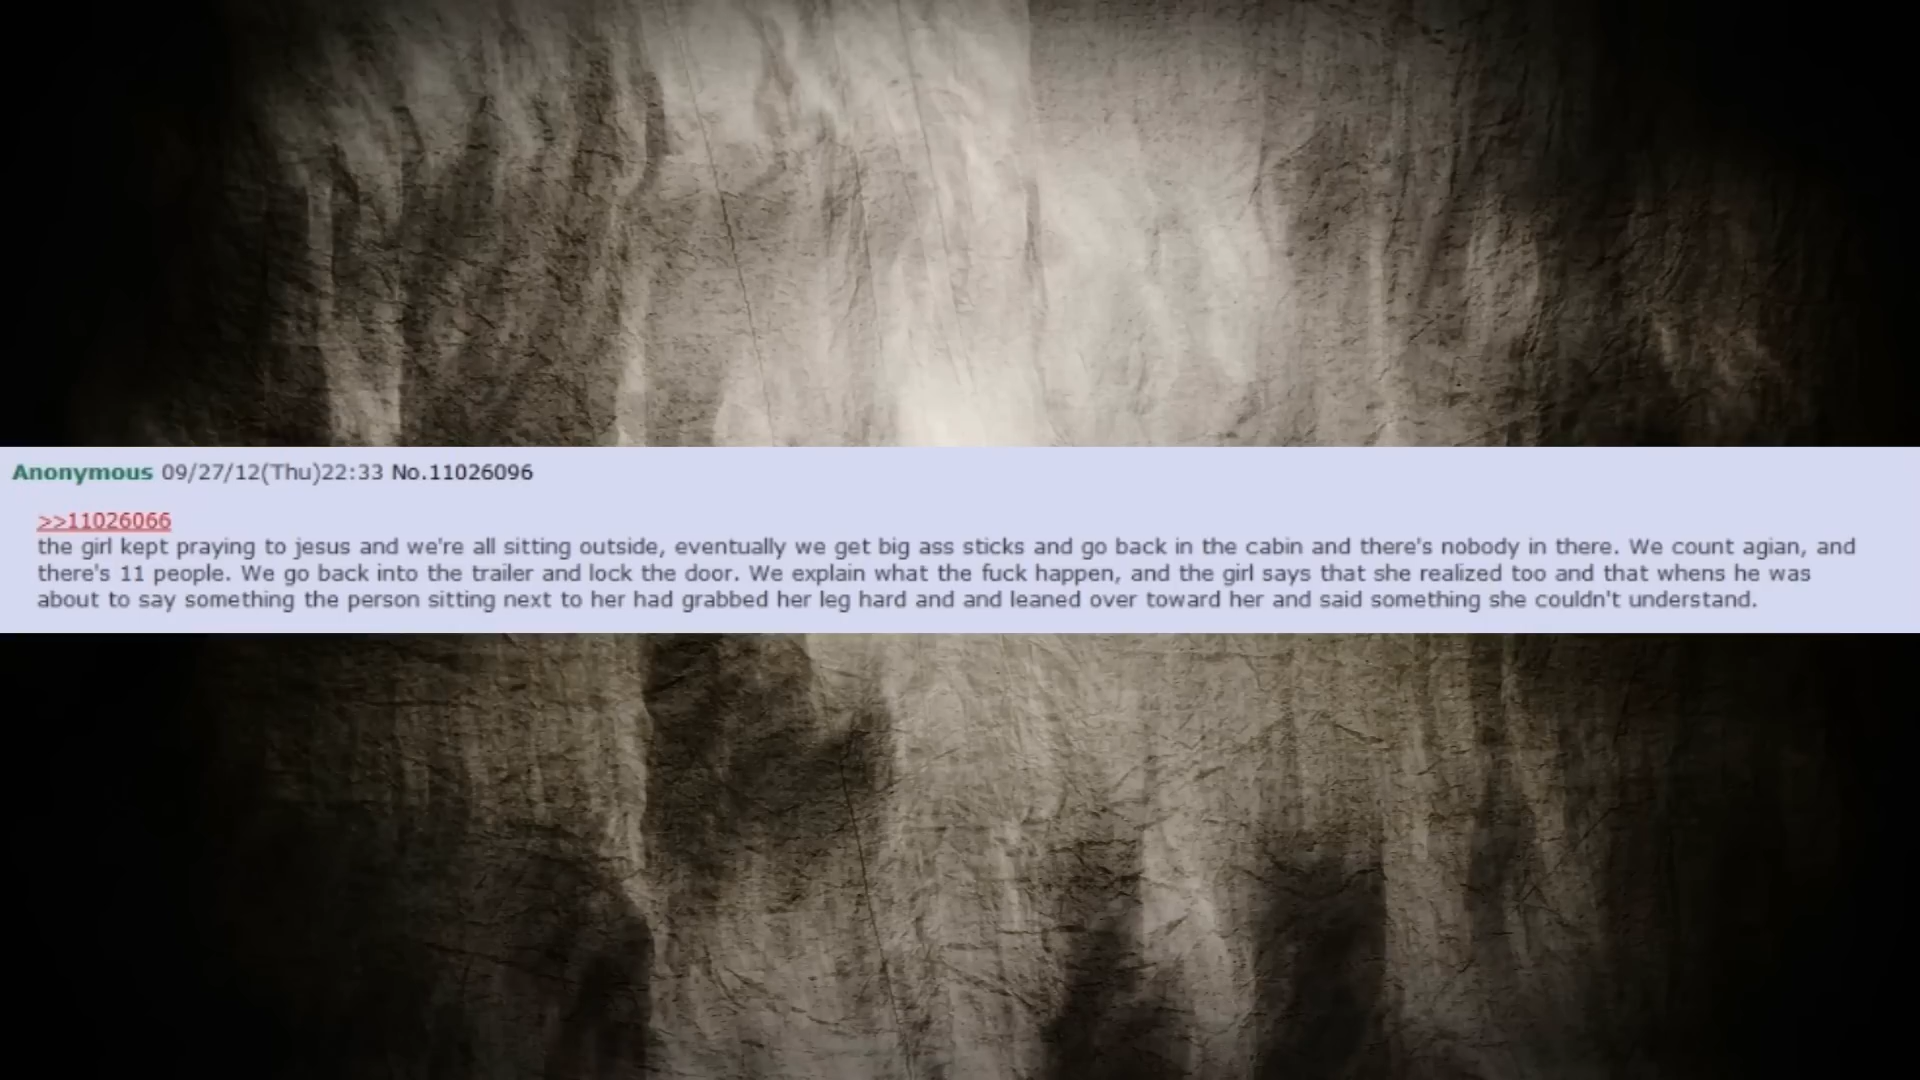 Anonymous 09/27/12(Thu)22:33 No.11026096
>>11026066
the girl kept praying to jesus and we're all sitting outside, eventually we get big ass sticks and go back in the cabin and there's nobody in there. We count agian, and
there's 11 people. We go back into the trailer and lock the door. We explain what the fuck happen, and the girl says that she realized too and that whens he was
about to say something the person sitting next to her had grabbed her leg hard and and leaned over toward her and said something she couldn't understand.